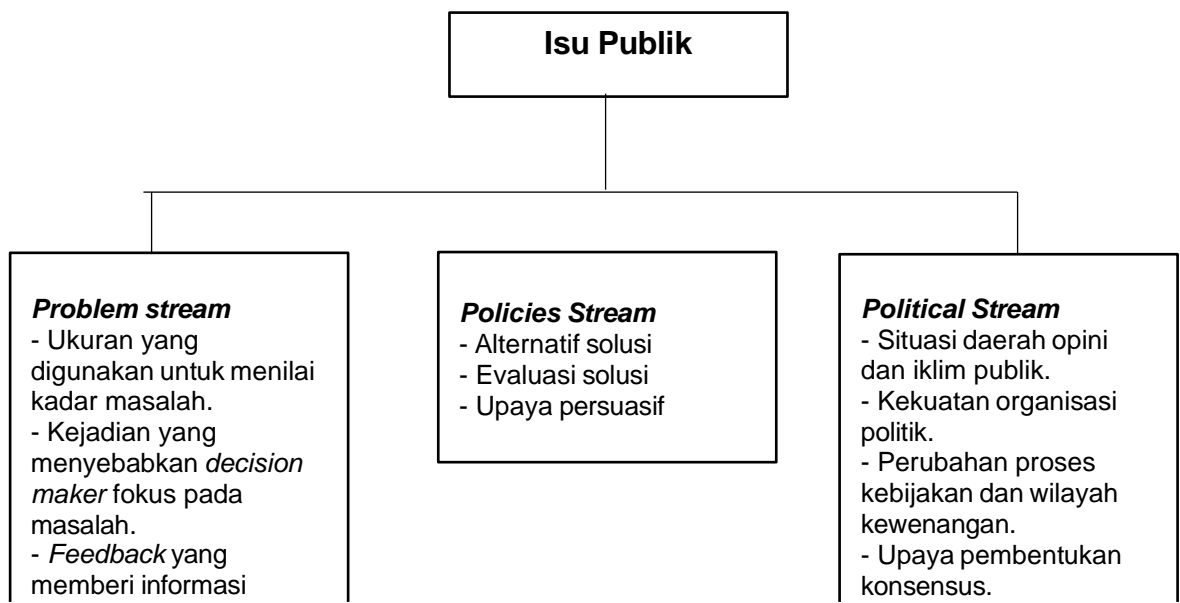 Isu Publik
Problem stream
- Ukuran yang
digunakan untuk menilai
kadar masalah.
- Kejadian yang
menyebabkan decision
maker fokus pada
masalah.
- Feedback yang
memberi informasi
Policies Stream
- Alternatif solusi
- Evaluasi solusi
- Upaya persuasif
Political Stream
- Situasi daerah opini
dan iklim publik.
- Kekuatan organisasi
politik.
- Perubahan proses
kebijakan dan wilayah
kewenangan.
- Upaya pembentukan
konsensus.